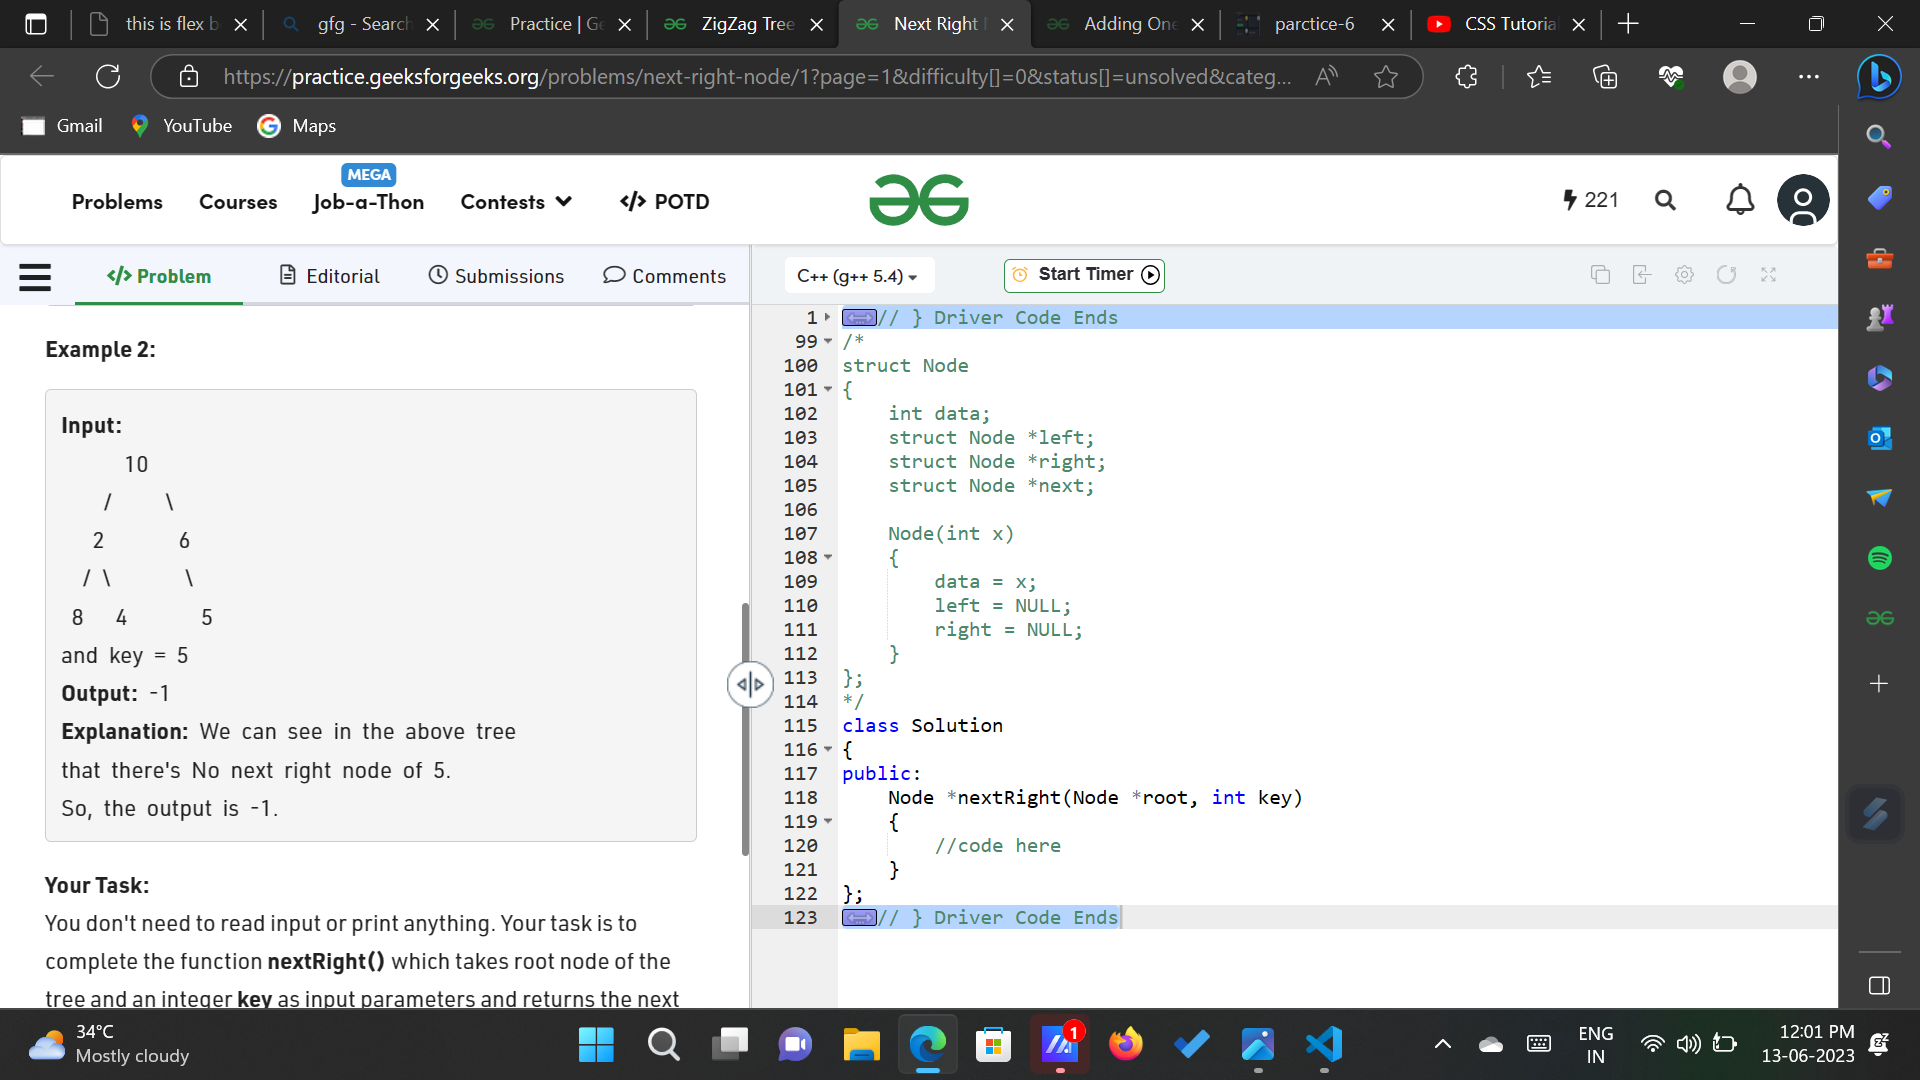 this is flex b
gfg - Search
Practice | Ge
ZigZag Tree
Next Right
Adding One
parctice-6
CSS Tutoria
https://practice.geeksforgeeks.org/problems/next-right-node/1?page=1&difficulty[]=0&status[]=unsolved&categ...
Gmail
YouTube
Maps
MEGA
Problems
Courses
Job-a-Thon
Contests
</> POTD
221
</> Problem
Editorial
Submissions
Comments
C++ (g++ 5.4)
Start Timer
Example 2:
Input:
10
/ \
2 6
/ \ \
8 4 5
and key = 5
Output: -1
Explanation: We can see in the above tree
that there's No next right node of 5.
So, the output is -1.
Your Task:
You don't need to read input or print anything. Your task is to
complete the function nextRight() which takes root node of the
tree and an integer key as input parameters and returns the next
1 // } Driver Code Ends
99 /*
100 struct Node
101 {
102 int data;
103 struct Node *left;
104 struct Node *right;
105 struct Node *next;
106
107 Node(int x)
108 {
109 data = x;
110 left = NULL;
111 right = NULL;
112 }
113 };
114 */
115 class Solution
116 {
117 public:
118 Node *nextRight(Node *root, int key)
119 {
120 //code here
121 }
122 };
123 // } Driver Code Ends
34°C
Mostly cloudy
1
ENG
IN
12:01 PM
13-06-2023